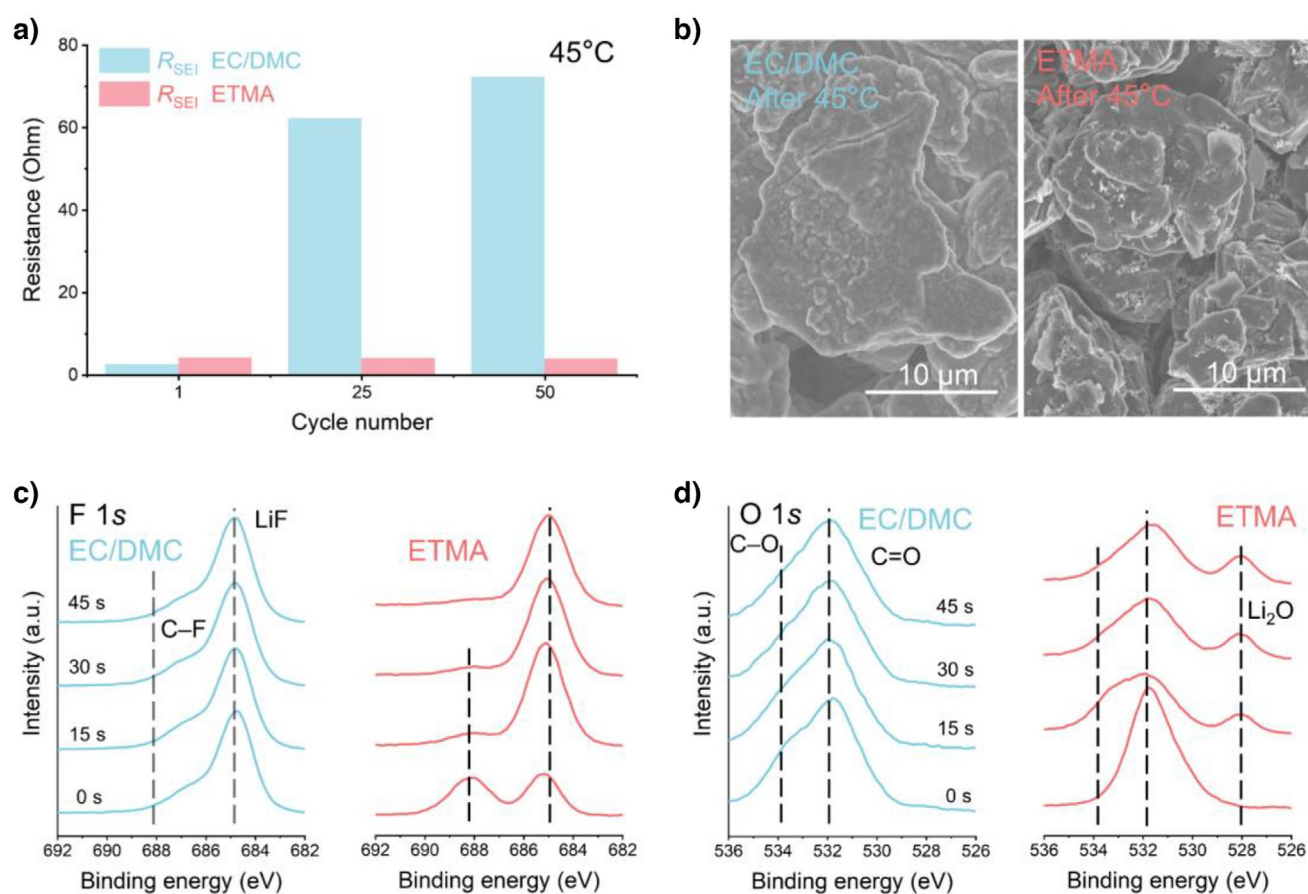 a)
80
60
40
20
0
Resistance (Ohm)
R_SEI EC/DMC
R_SEI ETMA
45°C
1 25 50
Cycle number
b)
EC/DMC
After 45°C
10 µm
ETMA
After 45°C
10 µm
c)
F 1s
EC/DMC
LiF
C–F
45 s
30 s
15 s
0 s
Intensity (a.u.)
692 690 688 686 684 682
Binding energy (eV)
ETMA
692 690 688 686 684 682
Binding energy (eV)
d)
O 1s
C–O
EC/DMC
C=O
45 s
30 s
15 s
0 s
Intensity (a.u.)
536 534 532 530 528 526
Binding energy (eV)
ETMA
Li₂O
536 534 532 530 528 526
Binding energy (eV)